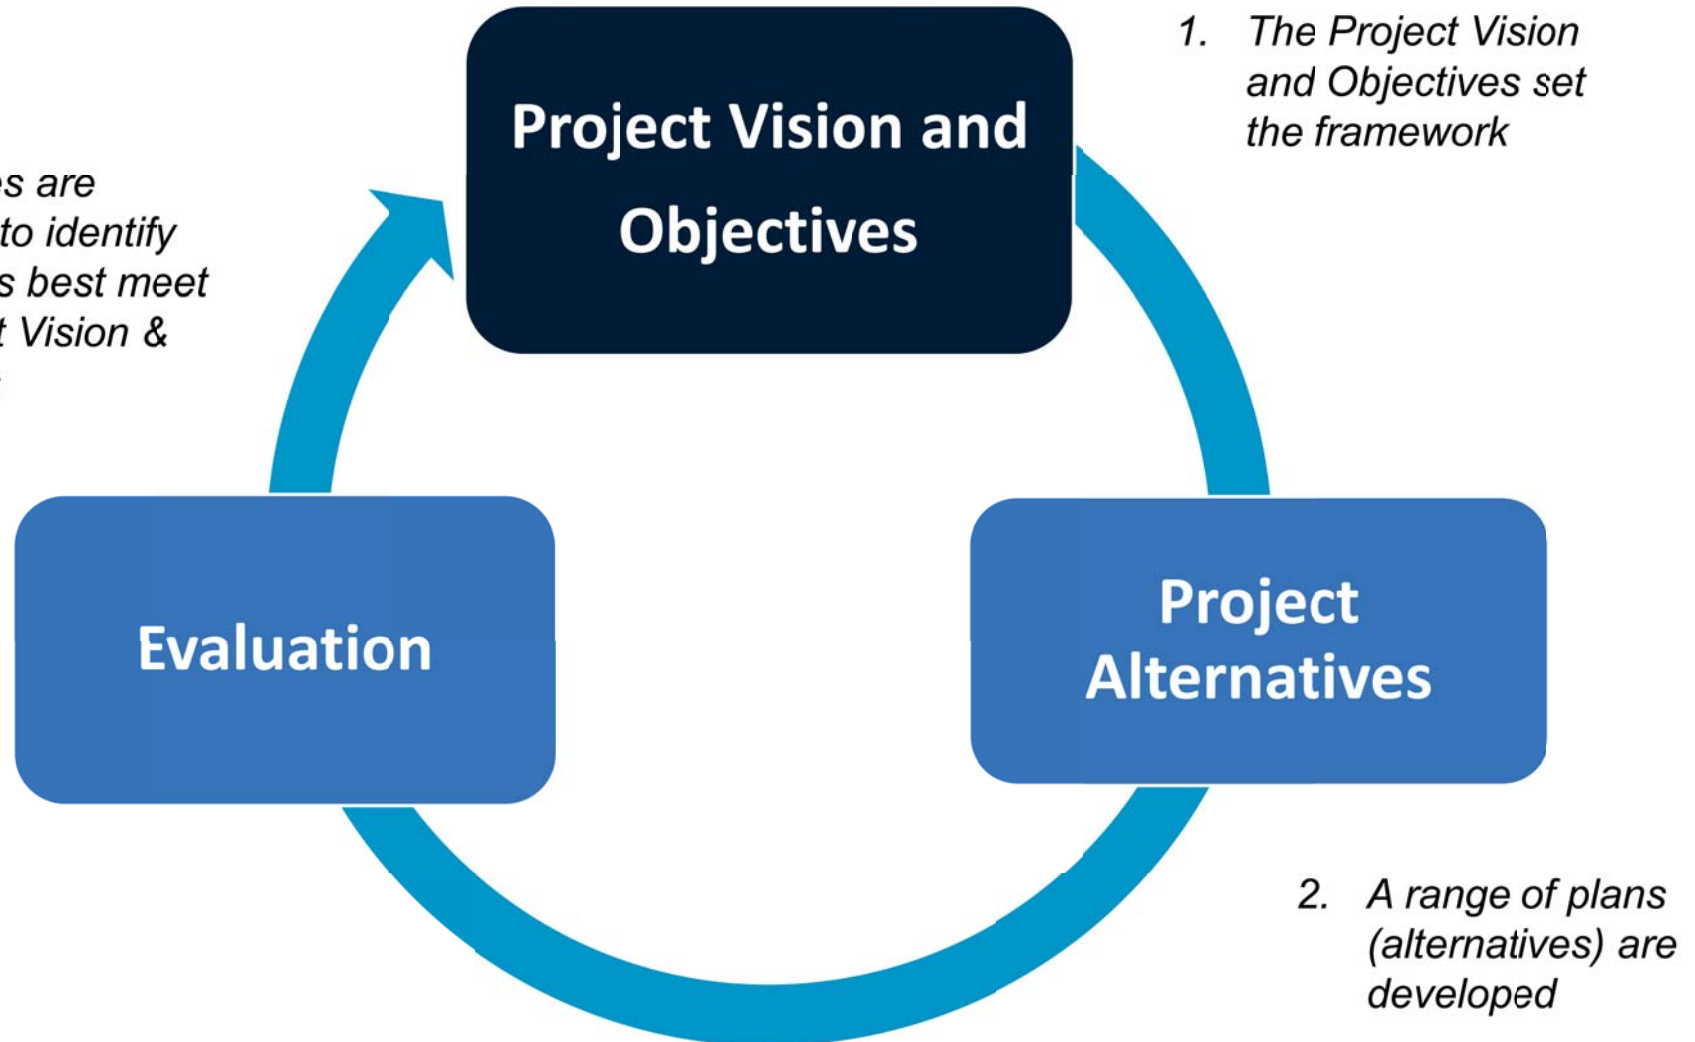 1. The Project Vision
and Objectives set
the framework
Project Vision and
Objectives
are
to identify
best meet
Vision &
Evaluation
Project
Alternatives
2. A range of plans
(alternatives) are
developed